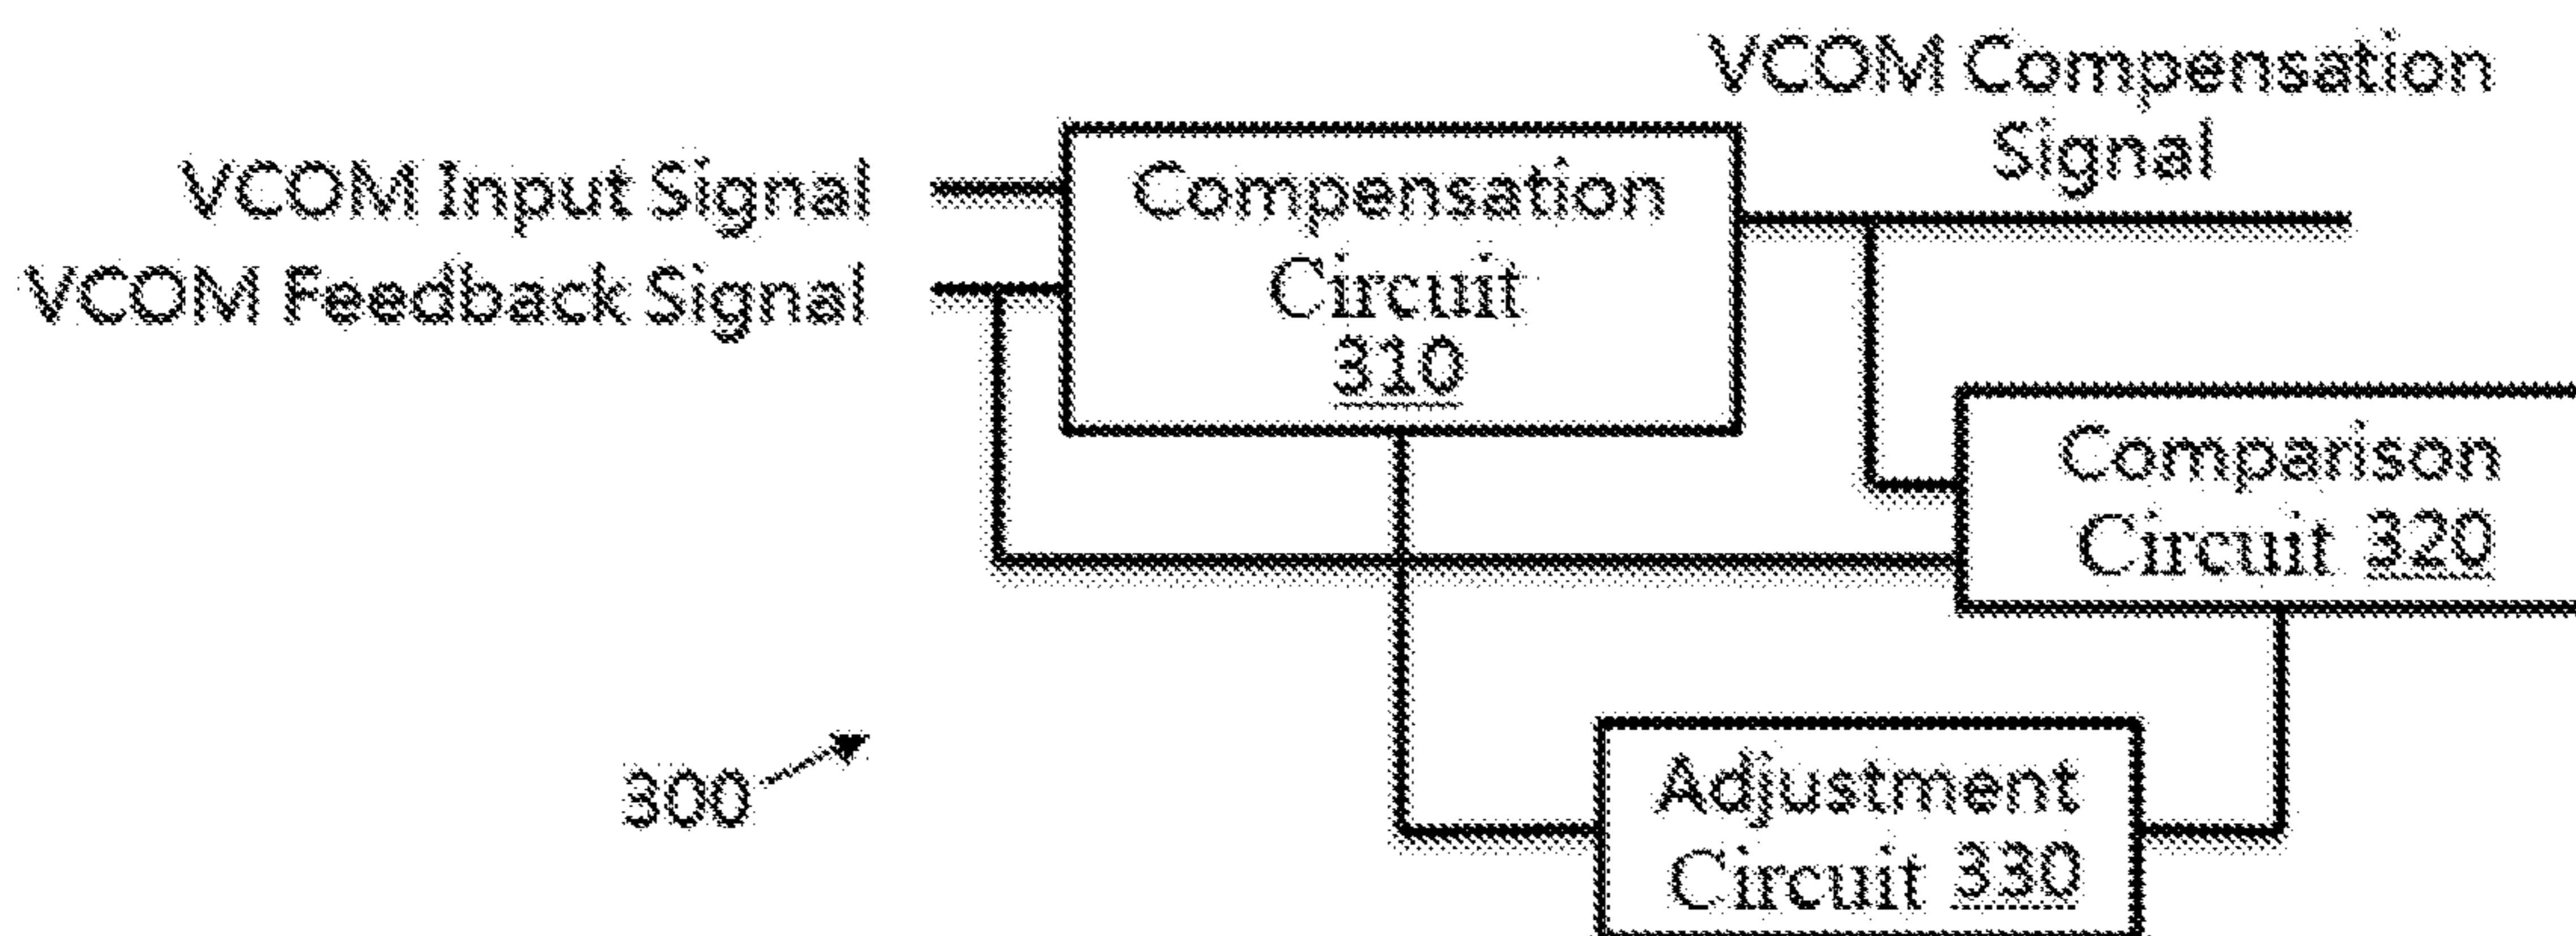 VCOM Compensation
Signal
VCOM Input Signal
VCOM Feedback Signal
Compensation
Circuit
310
Comparison
Circuit 320
Adjustment
Circuit 330
300